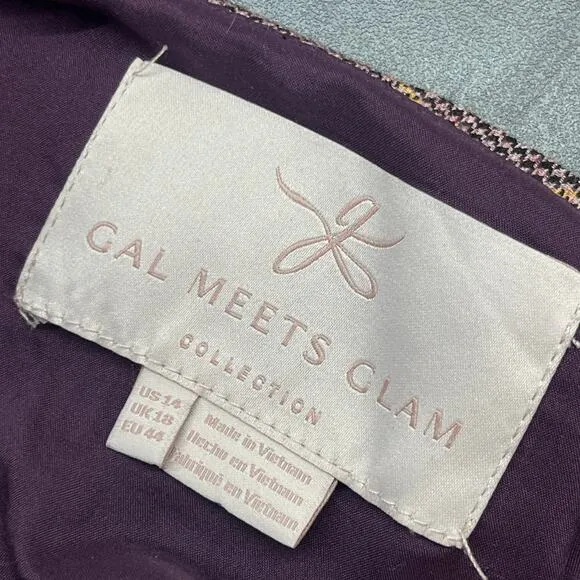 GAL MEETS GLAM
COLLECTION
US 14
UK 18
EU 44
Made in Vietnam
Hecho en Vietnam
Fabriqué en Vietnam